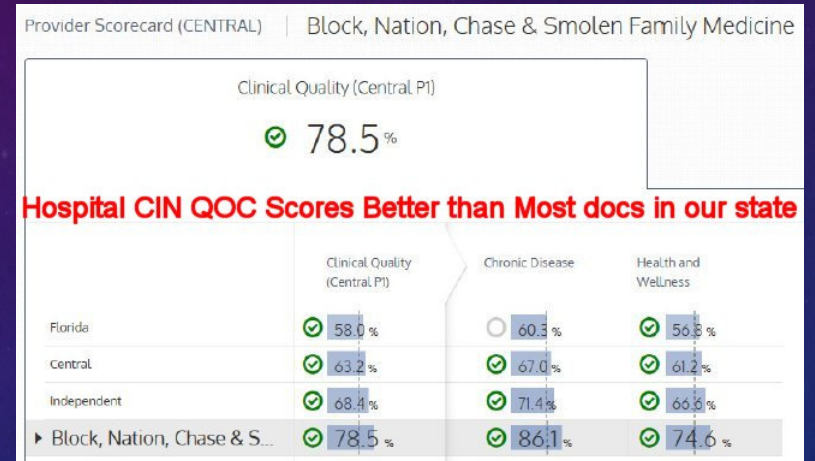 Provider Scorecard (CENTRAL) | Block, Nation, Chase & Smolen Family Medicine
Clinical Quality (Central P1)
78.5 %
Hospital CIN QOC Scores Better than Most docs in our state
Clinical Quality (Central P1) Chronic Disease Health and Wellness
Florida 58.0 % 60.3 % 56.8 %
Central 63.2 % 67.0 % 61.2 %
Independent 68.4 % 71.4 % 66.6 %
Block, Nation, Chase & S... 78.5 % 86.1 % 74.6 %